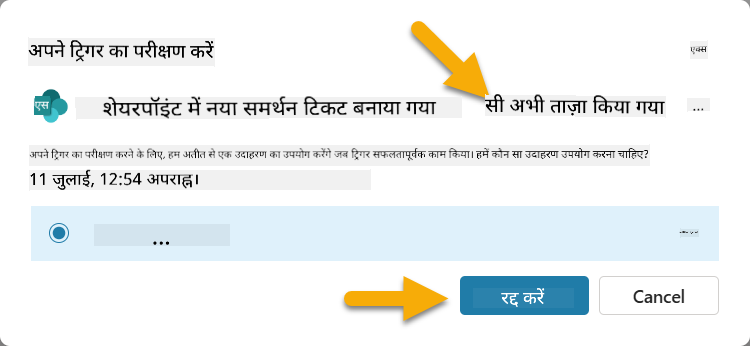 अपने ट्रिगर का परीक्षण करें
एक्स
एस शेयरपॉइंट में नया समर्थन टिकट बनाया गया सी अभी ताज़ा किया गया ...
अपने ट्रिगर का परीक्षण करने के लिए, हम अतीत से एक उदाहरण का उपयोग करेंगे जब ट्रिगर सफलतापूर्वक काम किया। हमें कौन सा उदाहरण उपयोग करना चाहिए?
11 जुलाई, 12:54 अपराह्न।
...
रद्द करें Cancel